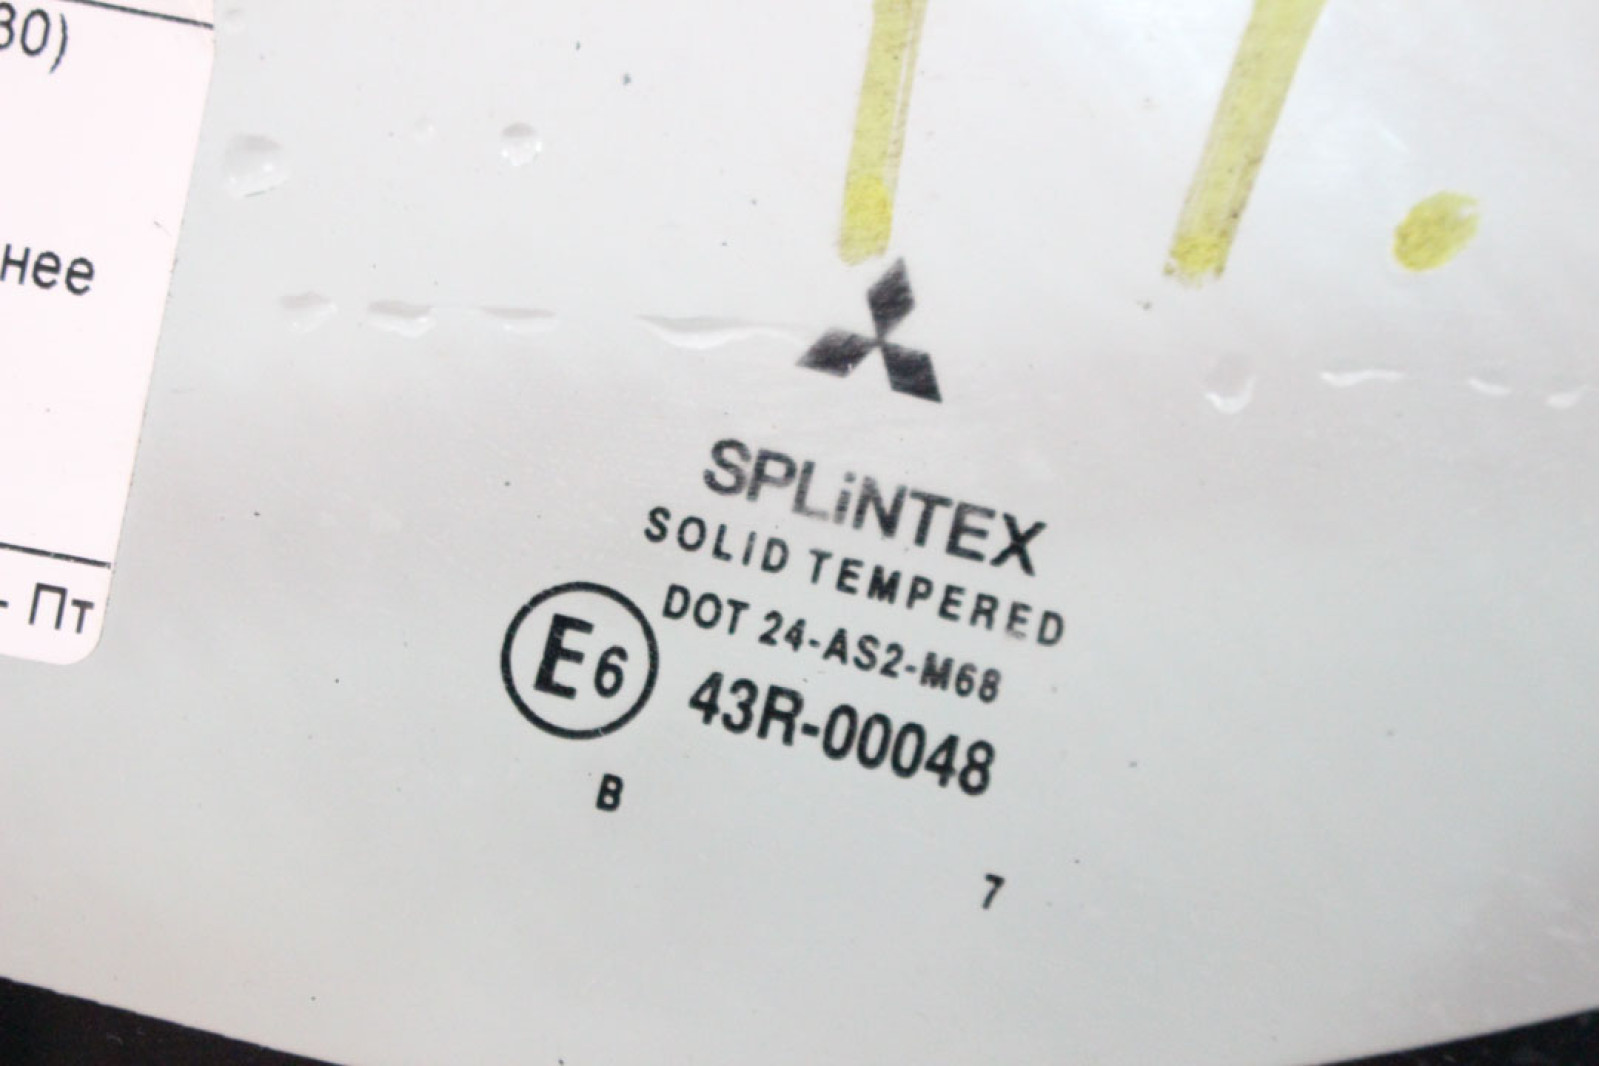 30)
нее
- Пт
SPLiNTEX
SOLID TEMPERED
DOT 24-AS2-M68
E6
43R-00048
B
7